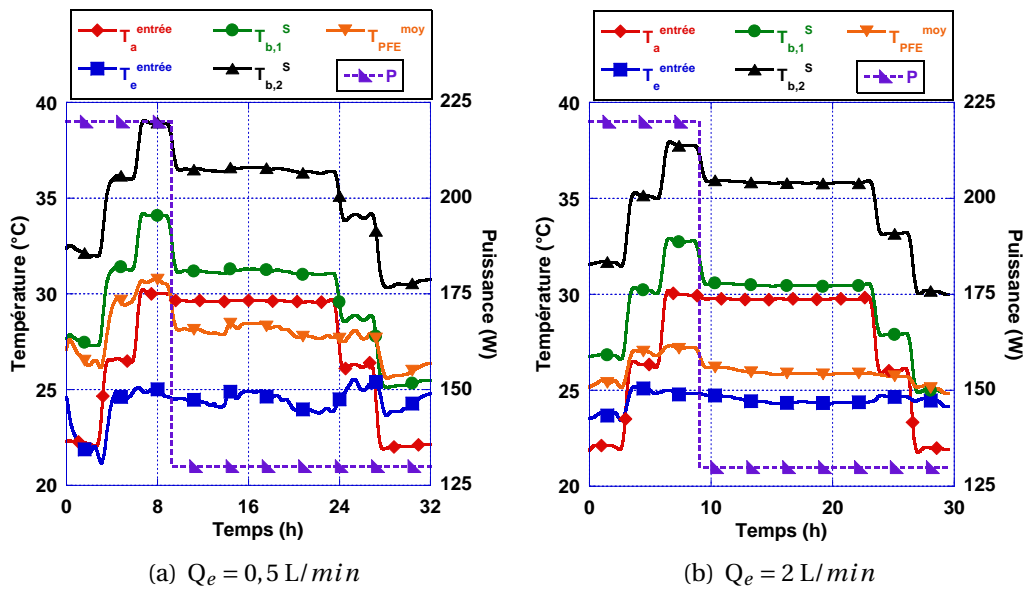 T_a^entrée T_b,1^S T_PFE^moy
T_e^entrée T_b,2^S P
40
35
30
25
20
225
200
175
150
125
0 8 16 24 32
Température (°C)
Puissance (W)
Temps (h)
(a) Q_e = 0,5 L/min
T_a^entrée T_b,1^S T_PFE^moy
T_e^entrée T_b,2^S P
40
35
30
25
20
225
200
175
150
125
0 10 20 30
Température (°C)
Puissance (W)
Temps (h)
(b) Q_e = 2 L/min